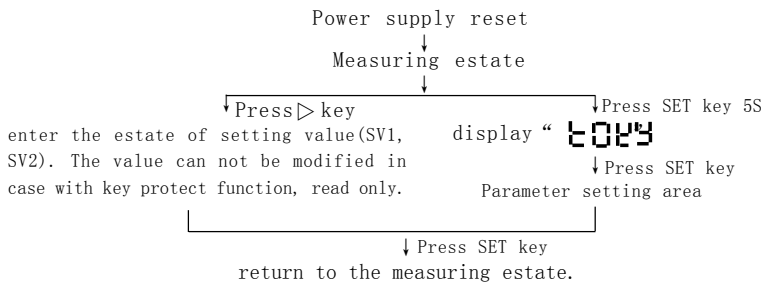 Power supply reset
Measuring estate
Press▷key
Press SET key 5S
enter the estate of setting value(SV1,
SV2). The value can not be modified in
case with key protect function, read only.
display “
”
Press SET key
Parameter setting area
Press SET key
return to the measuring estate.